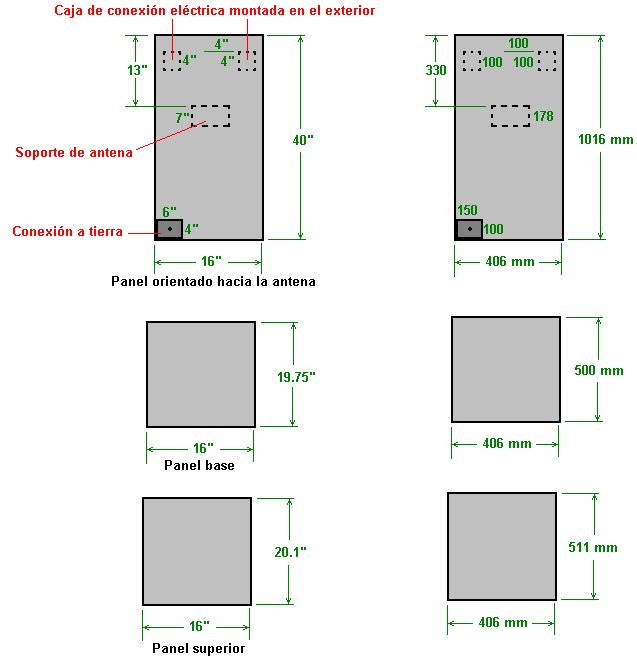 Caja de conexión eléctrica montada en el exterior
4"
4"
4"
13"
7"
40"
Soporte de antena
6"
4"
Conexión a tierra
16"
Panel orientado hacia la antena
100
100
100
330
178
1016 mm
150
100
406 mm
19.75"
16"
Panel base
500 mm
406 mm
20.1"
16"
Panel superior
511 mm
406 mm